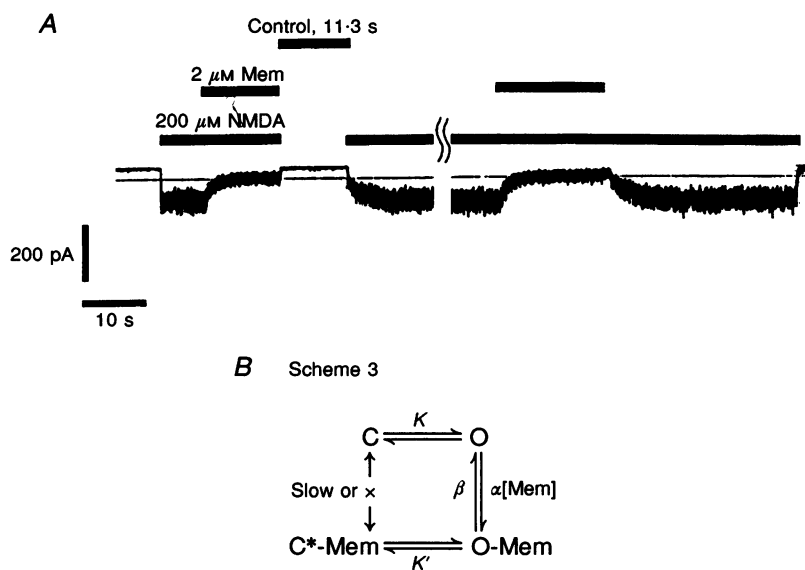 A
Control, 11·3 s
2 μM Mem
200 μM NMDA
200 pA
10 s
B Scheme 3
K
C O
Slow or × β α[Mem]
C*-Mem O-Mem
K′